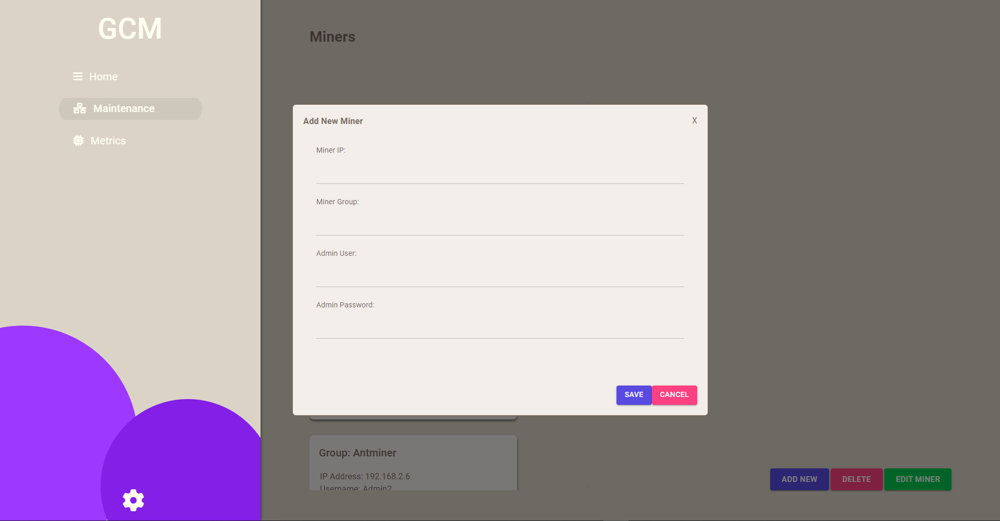 GCM
Home
Maintenance
Metrics
Miners
Add New Miner
X
Miner IP:
Miner Group:
Admin User:
Admin Password:
SAVE
CANCEL
Group: Antminer
IP Address: 192.168.2.6
Username: Admin2
ADD NEW
DELETE
EDIT MINER